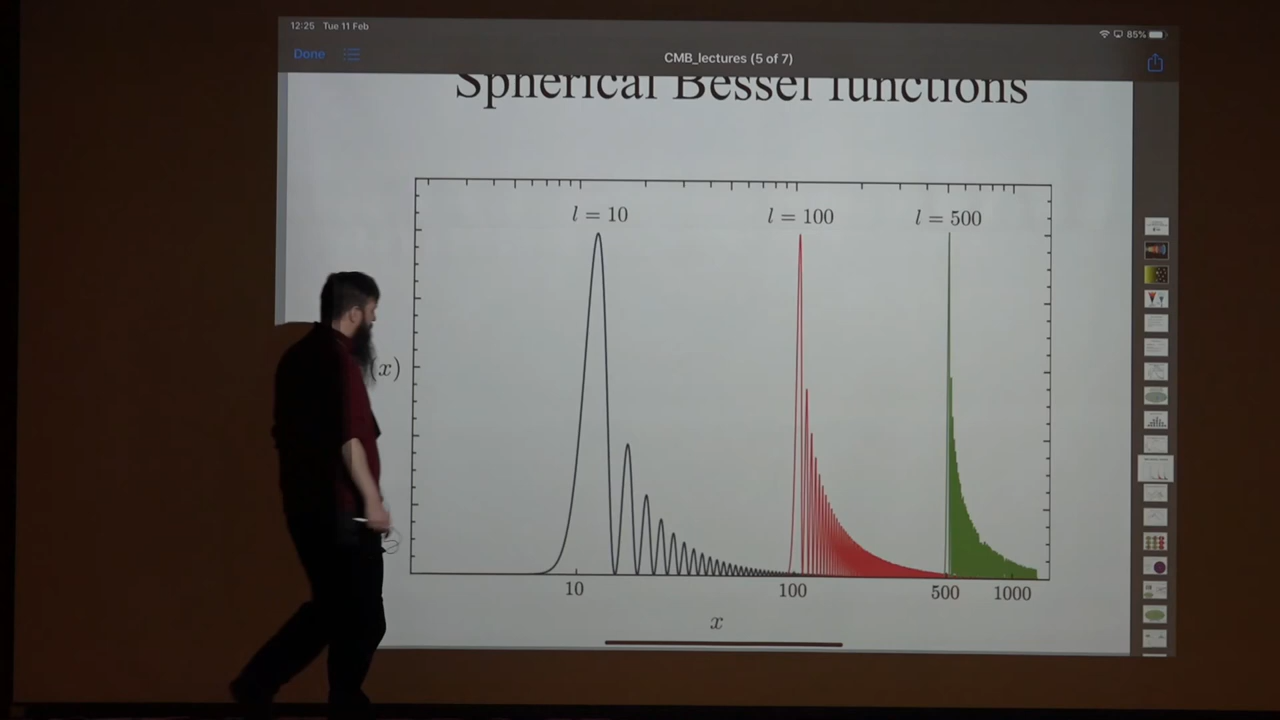 12:25 Tue 11 Feb
85%
Done
CMB_lectures (5 of 7)
Spherical Bessel functions
l = 10
l = 100
l = 500
(x)
10
100
500
1000
x